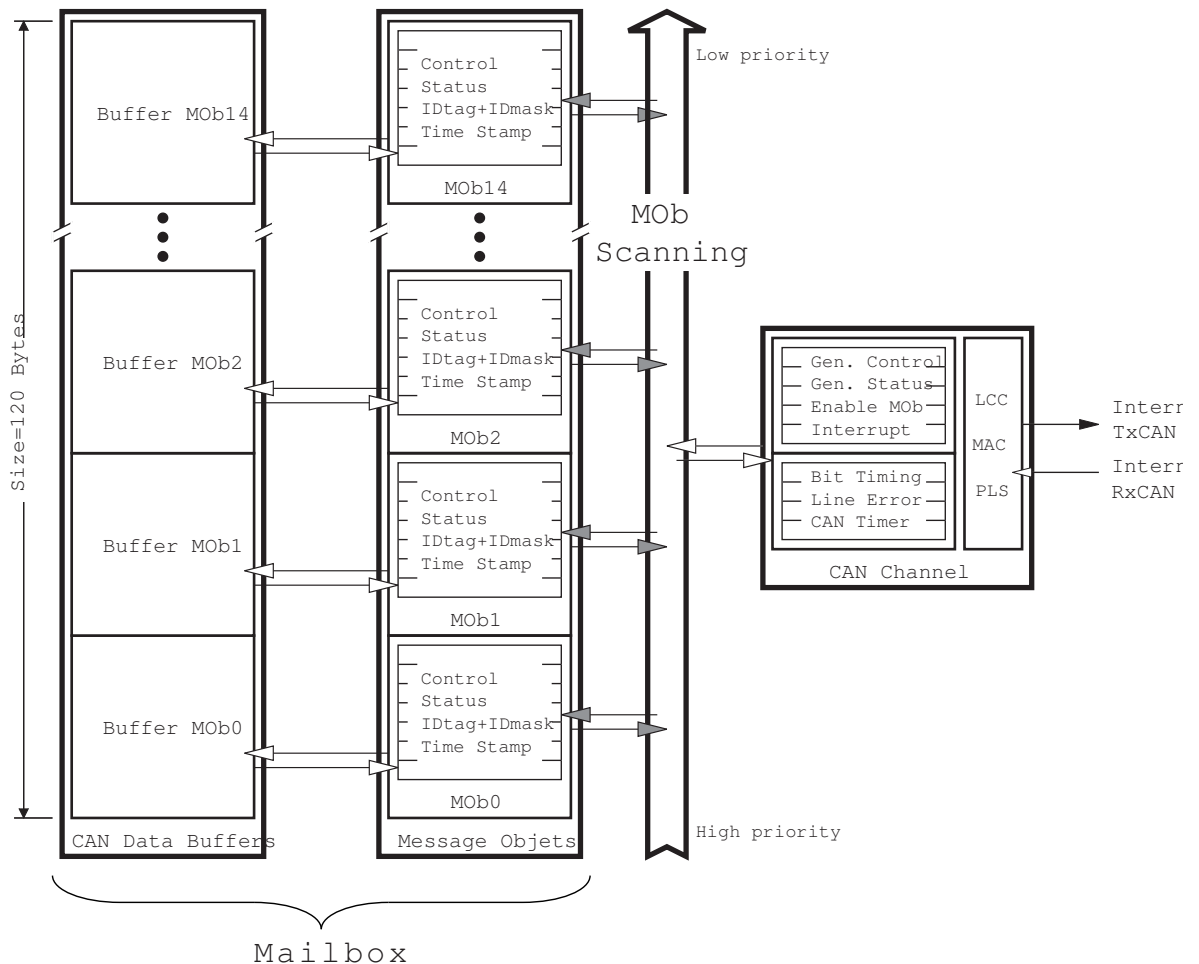 Size=120 Bytes
Buffer MOb14
Buffer MOb2
Buffer MOb1
Buffer MOb0
CAN Data Buffers
Control
Status
IDtag+IDmask
Time Stamp
MOb14
Control
Status
IDtag+IDmask
Time Stamp
MOb2
Control
Status
IDtag+IDmask
Time Stamp
MOb1
Control
Status
IDtag+IDmask
Time Stamp
MOb0
Message Objets
Mailbox
Low priority
MOb
Scanning
High priority
Gen. Control
Gen. Status
Enable MOb
Interrupt
Bit Timing
Line Error
CAN Timer
LCC
MAC
PLS
CAN Channel
Intern
TxCAN
Intern
RxCAN